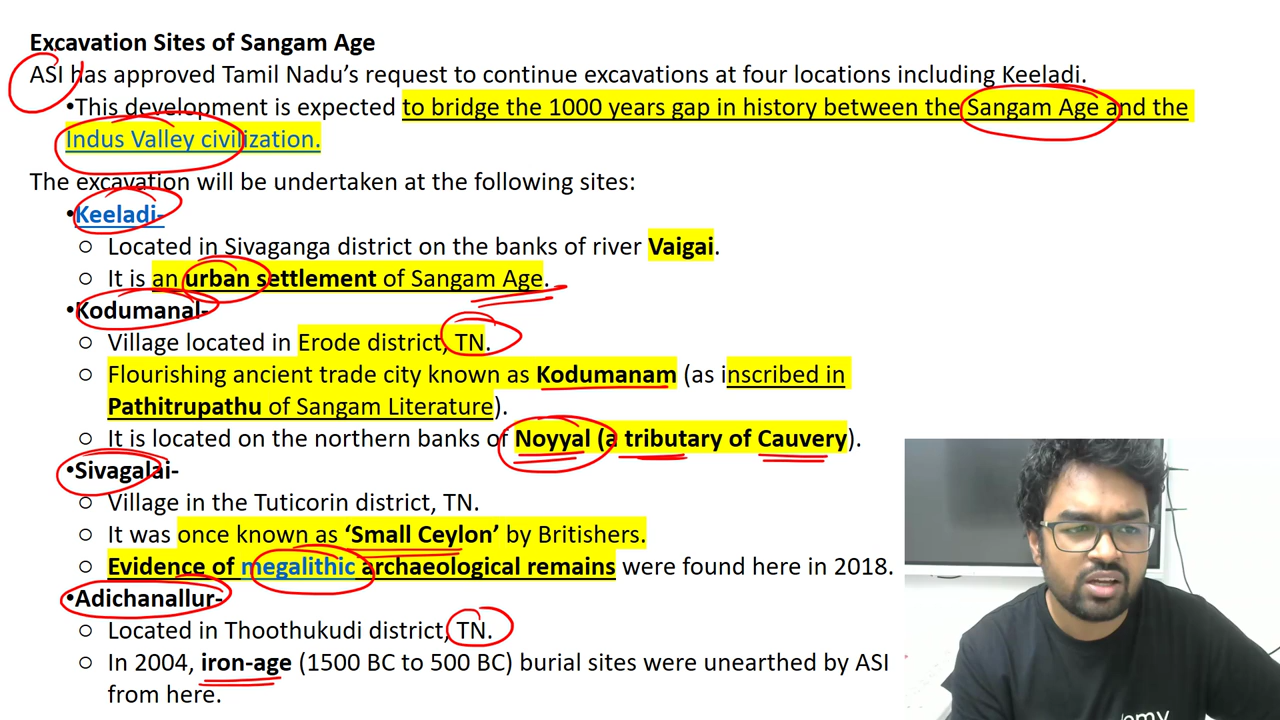 Excavation Sites of Sangam Age
ASI has approved Tamil Nadu’s request to continue excavations at four locations including Keeladi.
•This development is expected to bridge the 1000 years gap in history between the Sangam Age and the
Indus Valley civilization.
The excavation will be undertaken at the following sites:
•Keeladi-
○ Located in Sivaganga district on the banks of river Vaigai.
○ It is an urban settlement of Sangam Age.
•Kodumanal-
○ Village located in Erode district, TN.
○ Flourishing ancient trade city known as Kodumanam (as inscribed in
Pathitrupathu of Sangam Literature).
○ It is located on the northern banks of Noyyal (a tributary of Cauvery).
•Sivagalai-
○ Village in the Tuticorin district, TN.
○ It was once known as ‘Small Ceylon’ by Britishers.
○ Evidence of megalithic archaeological remains were found here in 2018.
•Adichanallur-
○ Located in Thoothukudi district, TN.
○ In 2004, iron-age (1500 BC to 500 BC) burial sites were unearthed by ASI
from here.